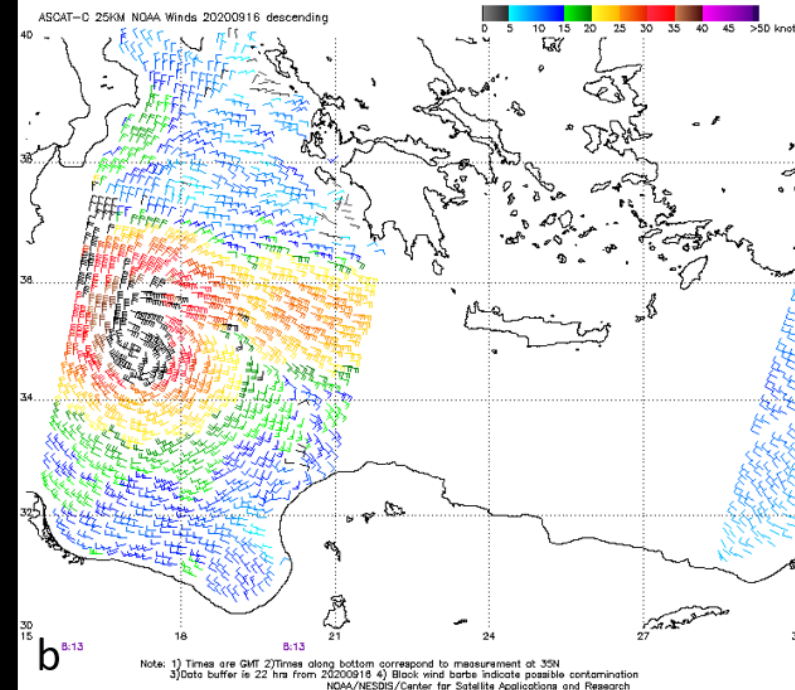 ASCAT-C 25KM NOAA Winds 20200916 descending
0 5 10 15 20 25 30 35 40 45 >50 knot
40
38
36
34
32
30
15 18 21 24 27 3
8:13 8:13
b
Note: 1) Times are GMT 2)Times along bottom correspond to measurement at 35N
3)Data buffer is 22 hrs from 20200916 4) Black wind barbs indicate possible contamination
NOAA/NESDIS/Center for Satellite Applications and Research